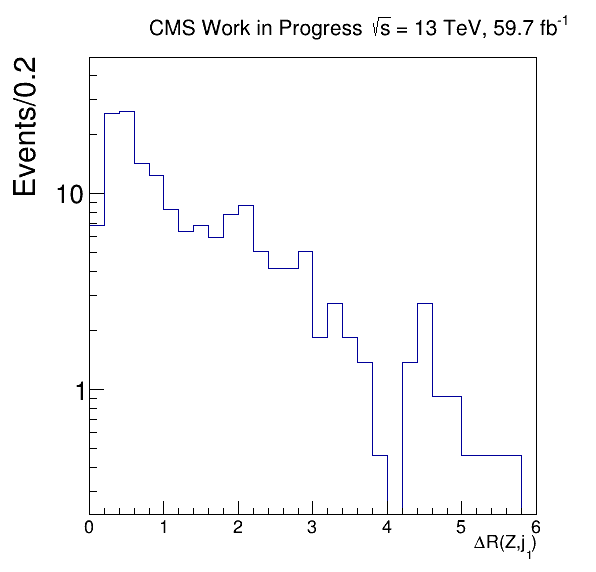 CMS Work in Progress √s = 13 TeV, 59.7 fb⁻¹
Events/0.2
10
1
0 1 2 3 4 5 6
ΔR(Z,j₁)